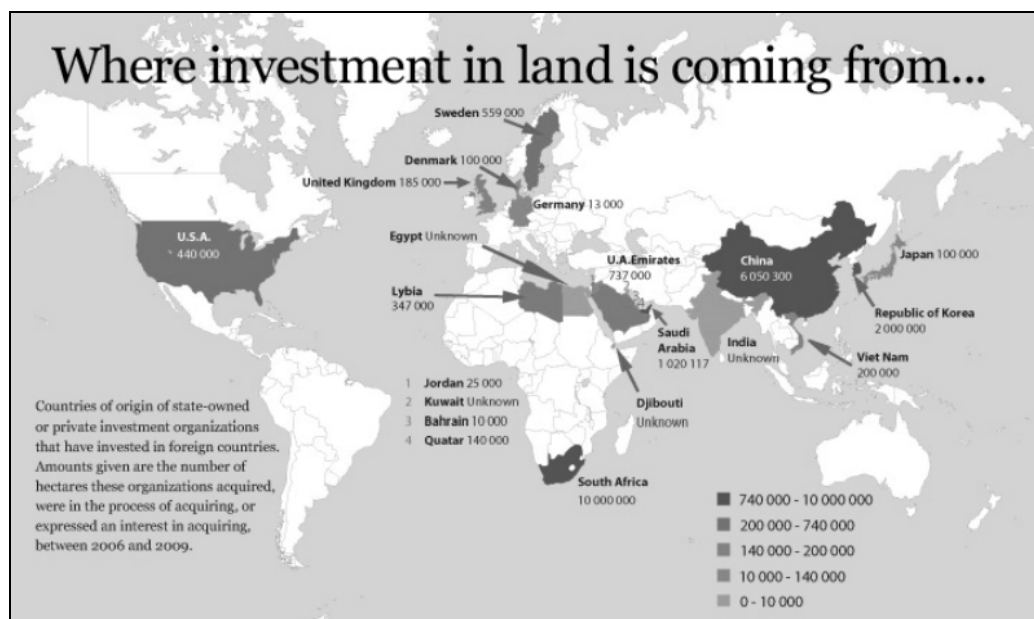 Where investment in land is coming from...
Sweden 559 000
Denmark 100 000
United Kingdom 185 000
Germany 13 000
U.S.A.
440 000
Egypt Unknown
U.A.Emirates
737 000
China
6 050 300
Japan 100 000
Lybia
347 000
Republic of Korea
2 000 000
Saudi
Arabia
1 020 117
India
Unknown
Viet Nam
200 000
1 Jordan 25 000
2 Kuwait Unknown
3 Bahrain 10 000
4 Quatar 140 000
Djibouti
Unknown
Countries of origin of state-owned
or private investment organizations
that have invested in foreign countries.
Amounts given are the number of
hectares these organizations acquired,
were in the process of acquiring, or
expressed an interest in acquiring,
between 2006 and 2009.
South Africa
10 000 000
740 000 - 10 000 000
200 000 - 740 000
140 000 - 200 000
10 000 - 140 000
0 - 10 000